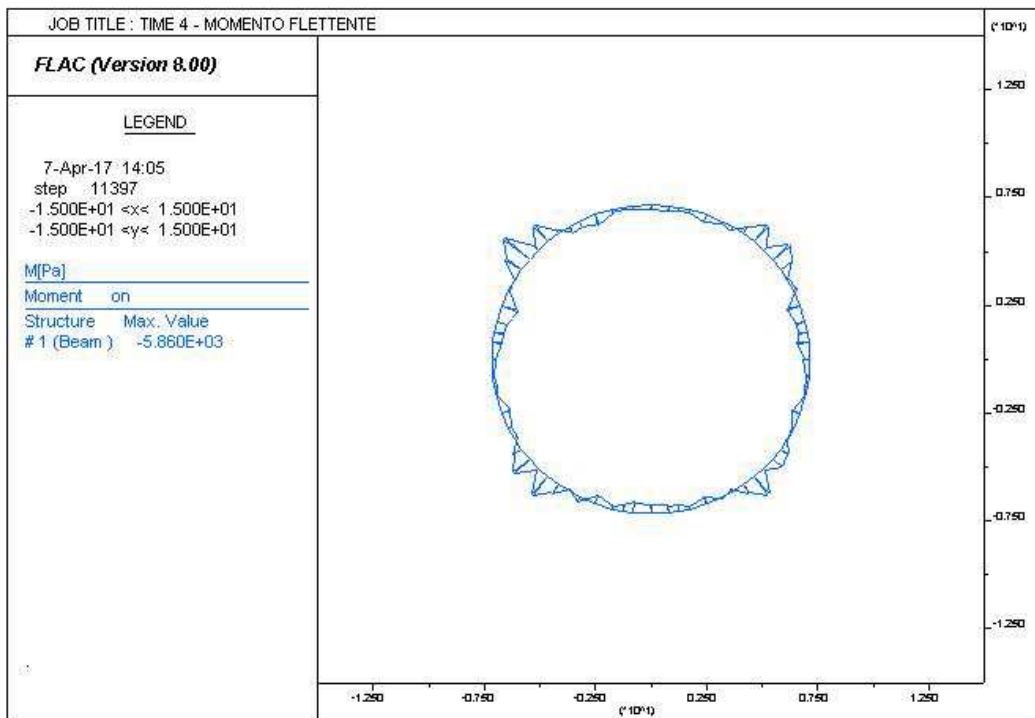 JOB TITLE : TIME 4 - MOMENTO FLETTENTE
(*10^1)
FLAC (Version 8.00)
LEGEND
7-Apr-17 14:05
step 11397
-1.500E+01 <x< 1.500E+01
-1.500E+01 <y< 1.500E+01
M[Pa]
Moment on
Structure Max. Value
# 1 (Beam ) -5.860E+03
1.250
0.750
0.250
-0.250
-0.750
-1.250
-1.250 -0.750 -0.250 0.250 0.750 1.250
(*10^1)